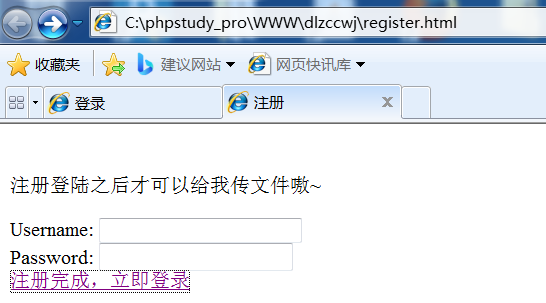 C:\phpstudy_pro\WWW\dlzccwj\register.html
收藏夹 建议网站 网页快讯库
登录 注册
注册登陆之后才可以给我传文件嗷~
Username:
Password:
注册完成，立即登录